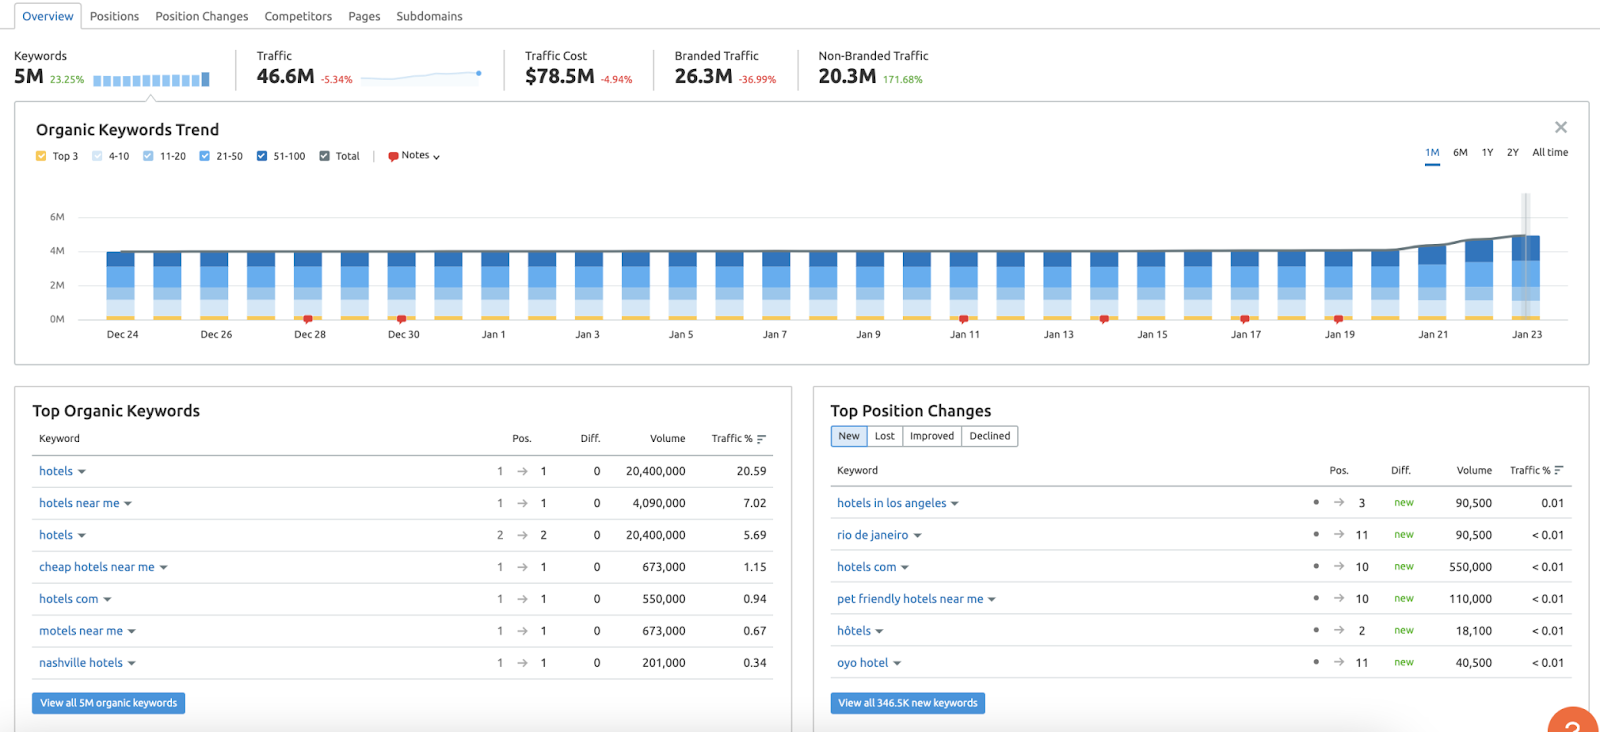 Overview Positions Position Changes Competitors Pages Subdomains
Keywords Traffic Traffic Cost Branded Traffic Non-Branded Traffic
5M 23.25% 46.6M -5.34% $78.5M -4.94% 26.3M -36.99% 20.3M 171.68%
Organic Keywords Trend
Top 3 4-10 11-20 21-50 51-100 Total Notes
1M 6M 1Y 2Y All time
6M
4M
2M
0M
Dec 24 Dec 26 Dec 28 Dec 30 Jan 1 Jan 3 Jan 5 Jan 7 Jan 9 Jan 11 Jan 13 Jan 15 Jan 17 Jan 19 Jan 21 Jan 23
Top Organic Keywords
Keyword Pos. Diff. Volume Traffic %
hotels 1 → 1 0 20,400,000 20.59
hotels near me 1 → 1 0 4,090,000 7.02
hotels 2 → 2 0 20,400,000 5.69
cheap hotels near me 1 → 1 0 673,000 1.15
hotels com 1 → 1 0 550,000 0.94
motels near me 1 → 1 0 673,000 0.67
nashville hotels 1 → 1 0 201,000 0.34
View all 5M organic keywords
Top Position Changes
New Lost Improved Declined
Keyword Pos. Diff. Volume Traffic %
hotels in los angeles • → 3 new 90,500 0.01
rio de janeiro • → 11 new 90,500 < 0.01
hotels com • → 10 new 550,000 < 0.01
pet friendly hotels near me • → 10 new 110,000 < 0.01
hôtels • → 2 new 18,100 < 0.01
oyo hotel • → 11 new 40,500 < 0.01
View all 346.5K new keywords